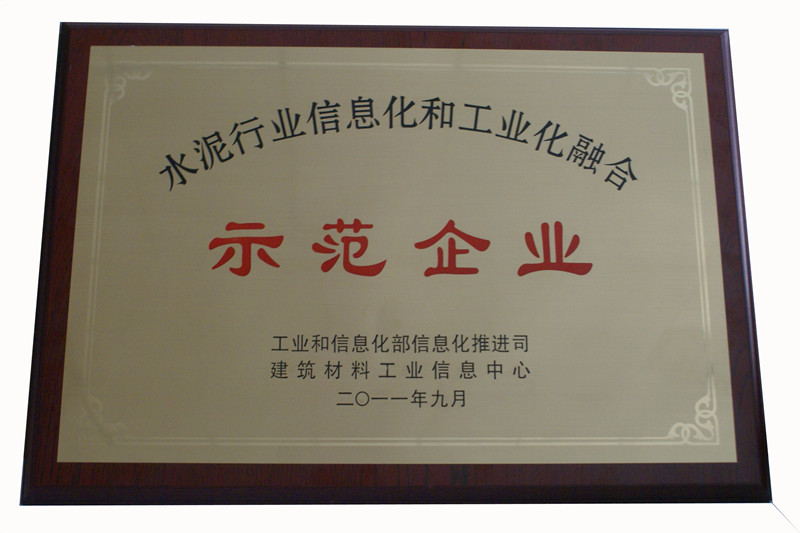 水泥行业信息化和工业化融合
示范企业
工业和信息化部信息化推进司
建筑材料工业信息中心
二〇一一年九月